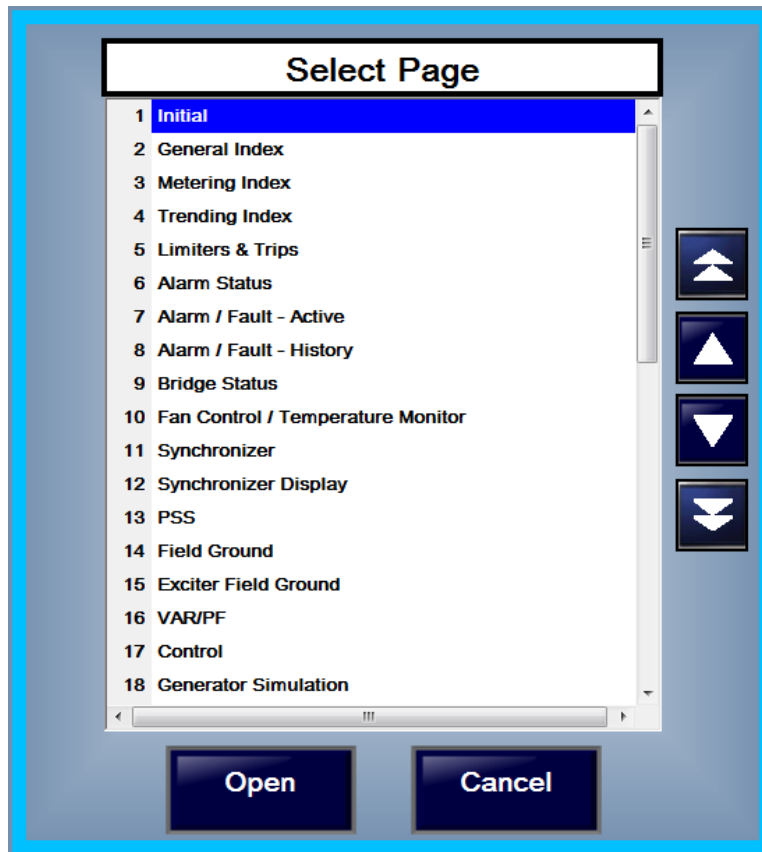 Select Page
1 Initial
2 General Index
3 Metering Index
4 Trending Index
5 Limiters & Trips
6 Alarm Status
7 Alarm / Fault - Active
8 Alarm / Fault - History
9 Bridge Status
10 Fan Control / Temperature Monitor
11 Synchronizer
12 Synchronizer Display
13 PSS
14 Field Ground
15 Exciter Field Ground
16 VAR/PF
17 Control
18 Generator Simulation
Open Cancel